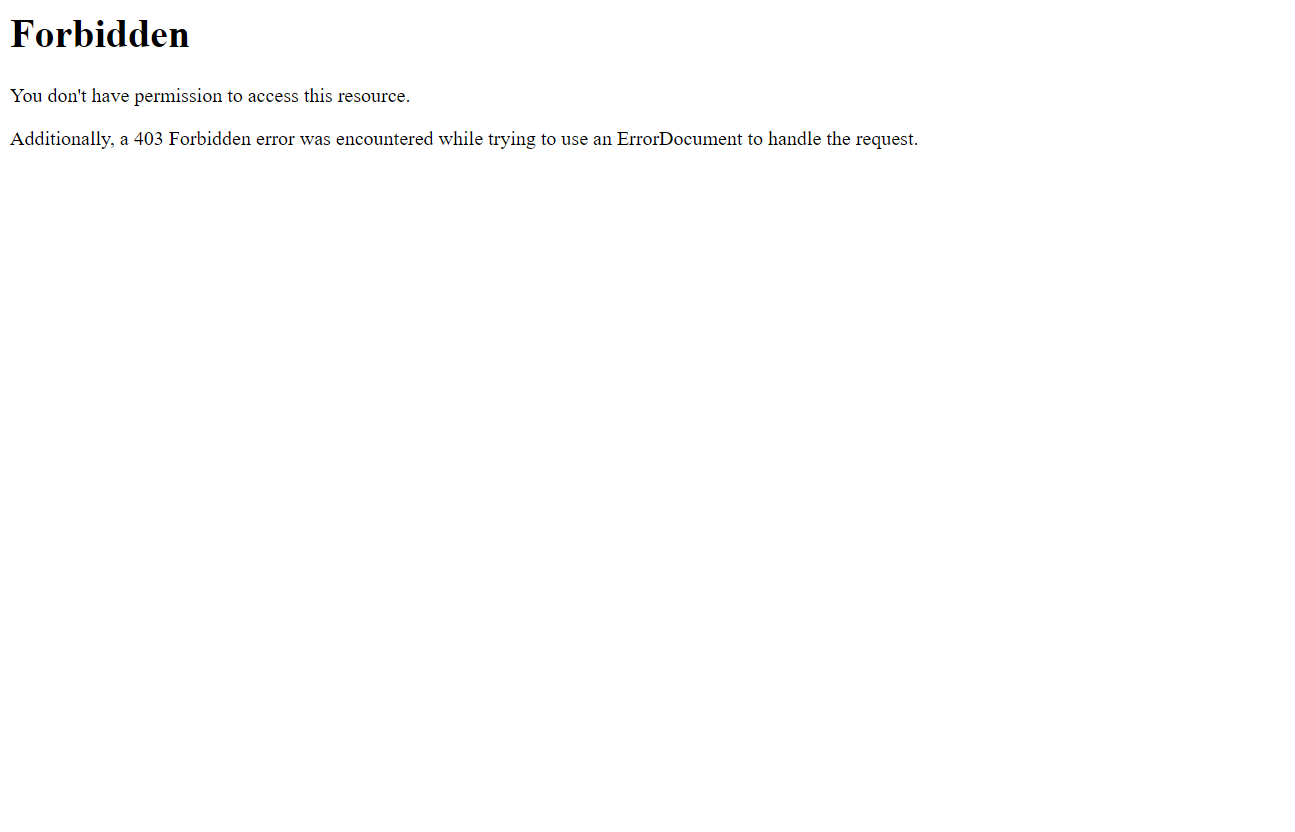 Forbidden
You don't have permission to access this resource.
Additionally, a 403 Forbidden error was encountered while trying to use an ErrorDocument to handle the request.